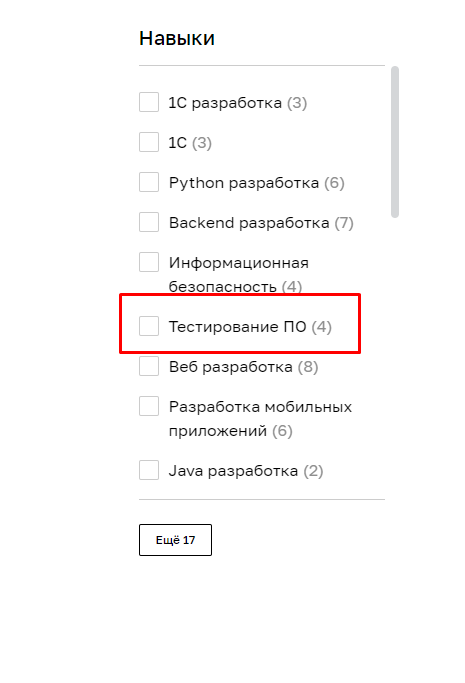 Навыки
1С разработка (3)
1С (3)
Python разработка (6)
Backend разработка (7)
Информационная
безопасность (4)
Тестирование ПО (4)
Веб разработка (8)
Разработка мобильных
приложений (6)
Java разработка (2)
Ещё 17